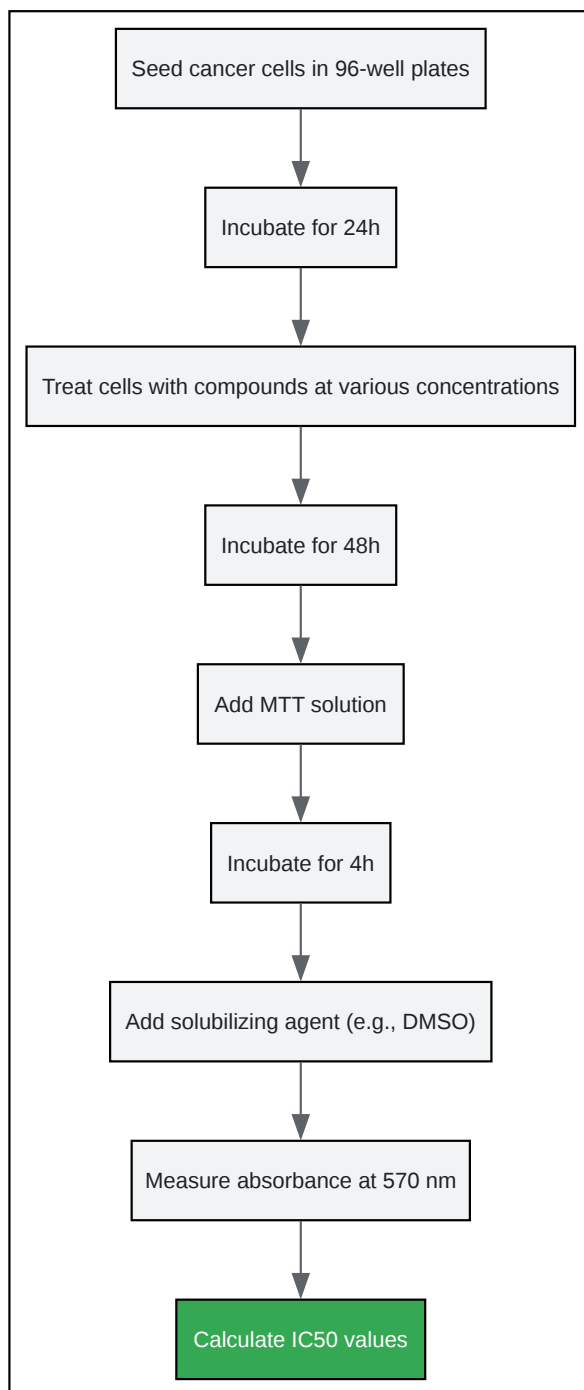 Seed cancer cells in 96-well plates
Incubate for 24h
Treat cells with compounds at various concentrations
Incubate for 48h
Add MTT solution
Incubate for 4h
Add solubilizing agent (e.g., DMSO)
Measure absorbance at 570 nm
Calculate IC50 values